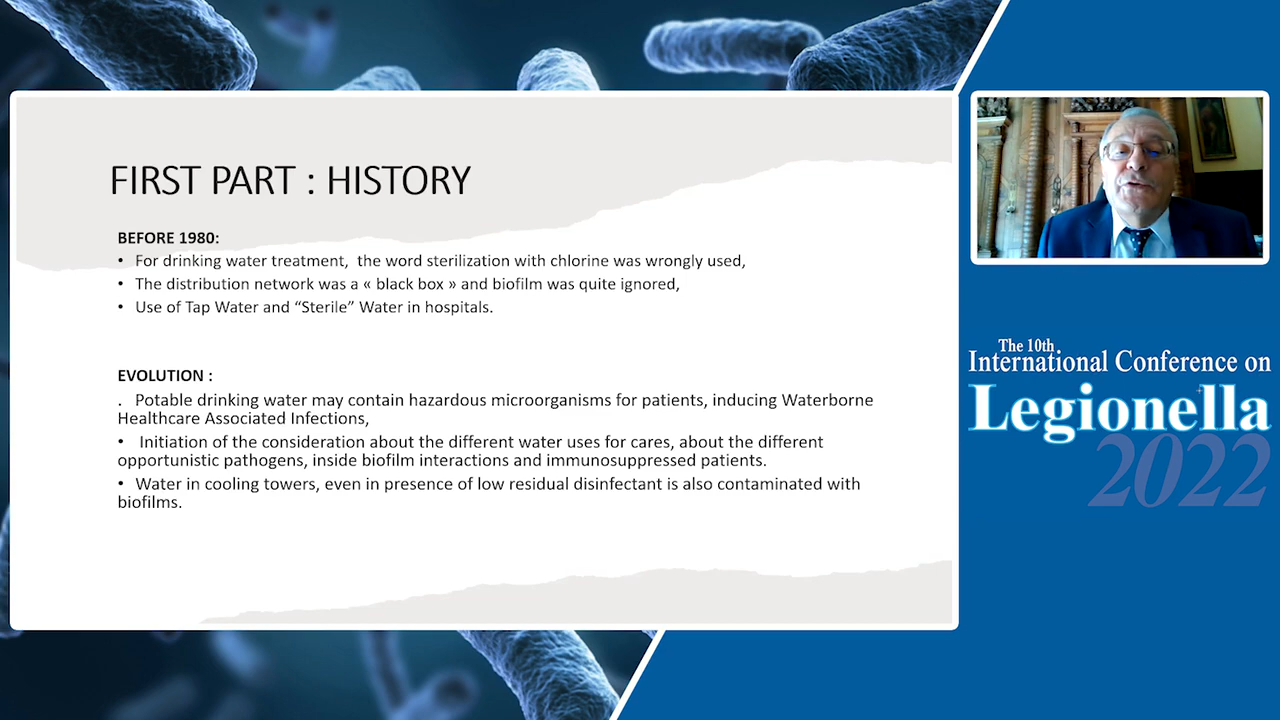 FIRST PART : HISTORY
BEFORE 1980:
• For drinking water treatment, the word sterilization with chlorine was wrongly used,
• The distribution network was a « black box » and biofilm was quite ignored,
• Use of Tap Water and “Sterile” Water in hospitals.
EVOLUTION :
. Potable drinking water may contain hazardous microorganisms for patients, inducing Waterborne
Healthcare Associated Infections,
• Initiation of the consideration about the different water uses for cares, about the different
opportunistic pathogens, inside biofilm interactions and immunosuppressed patients.
• Water in cooling towers, even in presence of low residual disinfectant is also contaminated with
biofilms.
The 10th
International Conference on
Legionella
2022